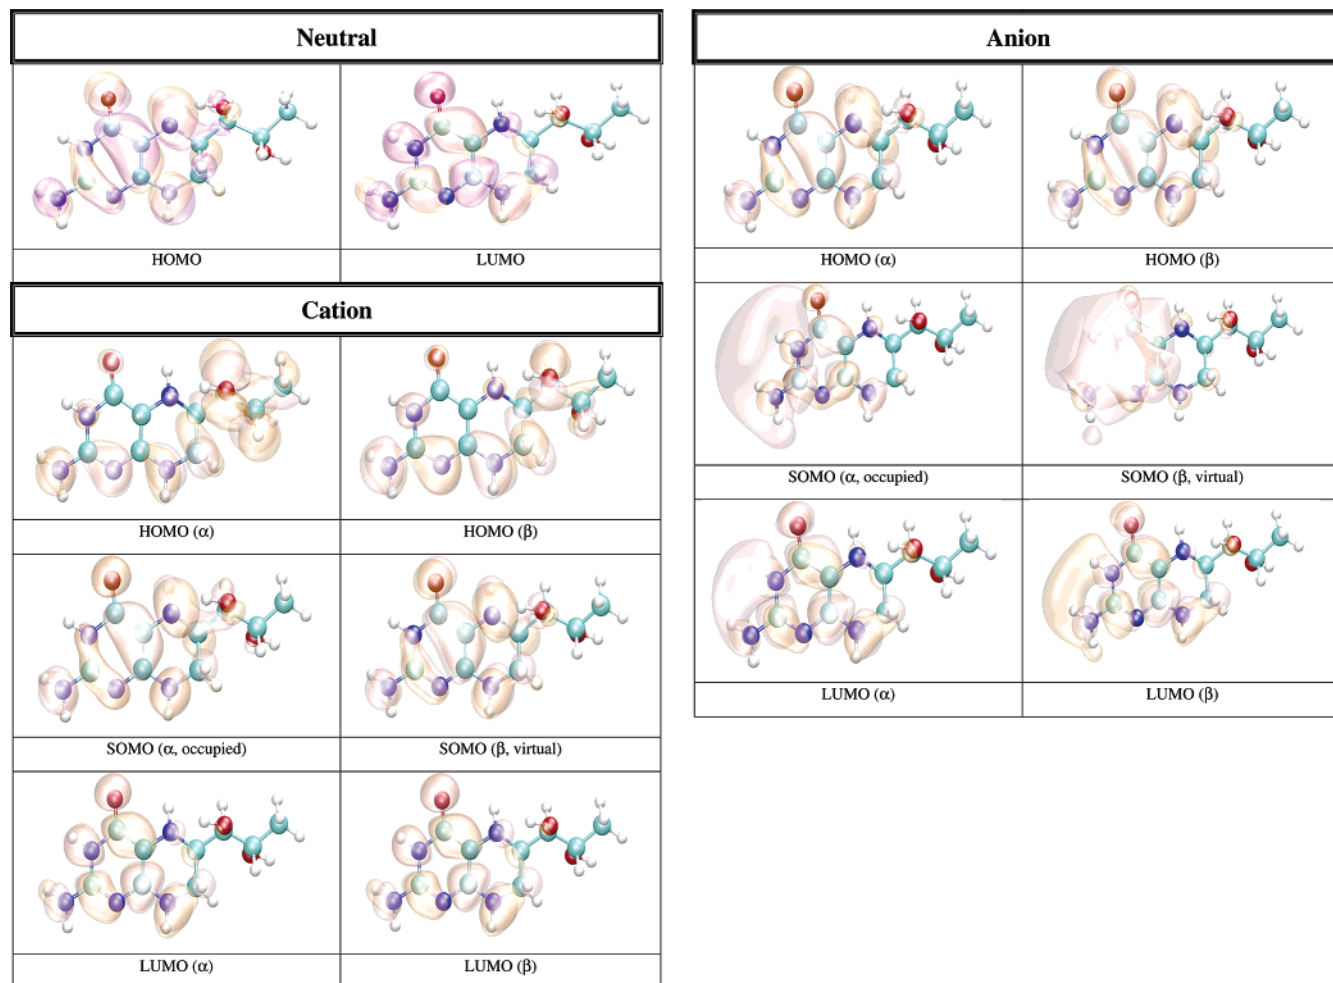 Neutral
HOMO
LUMO
Cation
HOMO (α)
HOMO (β)
SOMO (α, occupied)
SOMO (β, virtual)
LUMO (α)
LUMO (β)
Anion
HOMO (α)
HOMO (β)
SOMO (α, occupied)
SOMO (β, virtual)
LUMO (α)
LUMO (β)